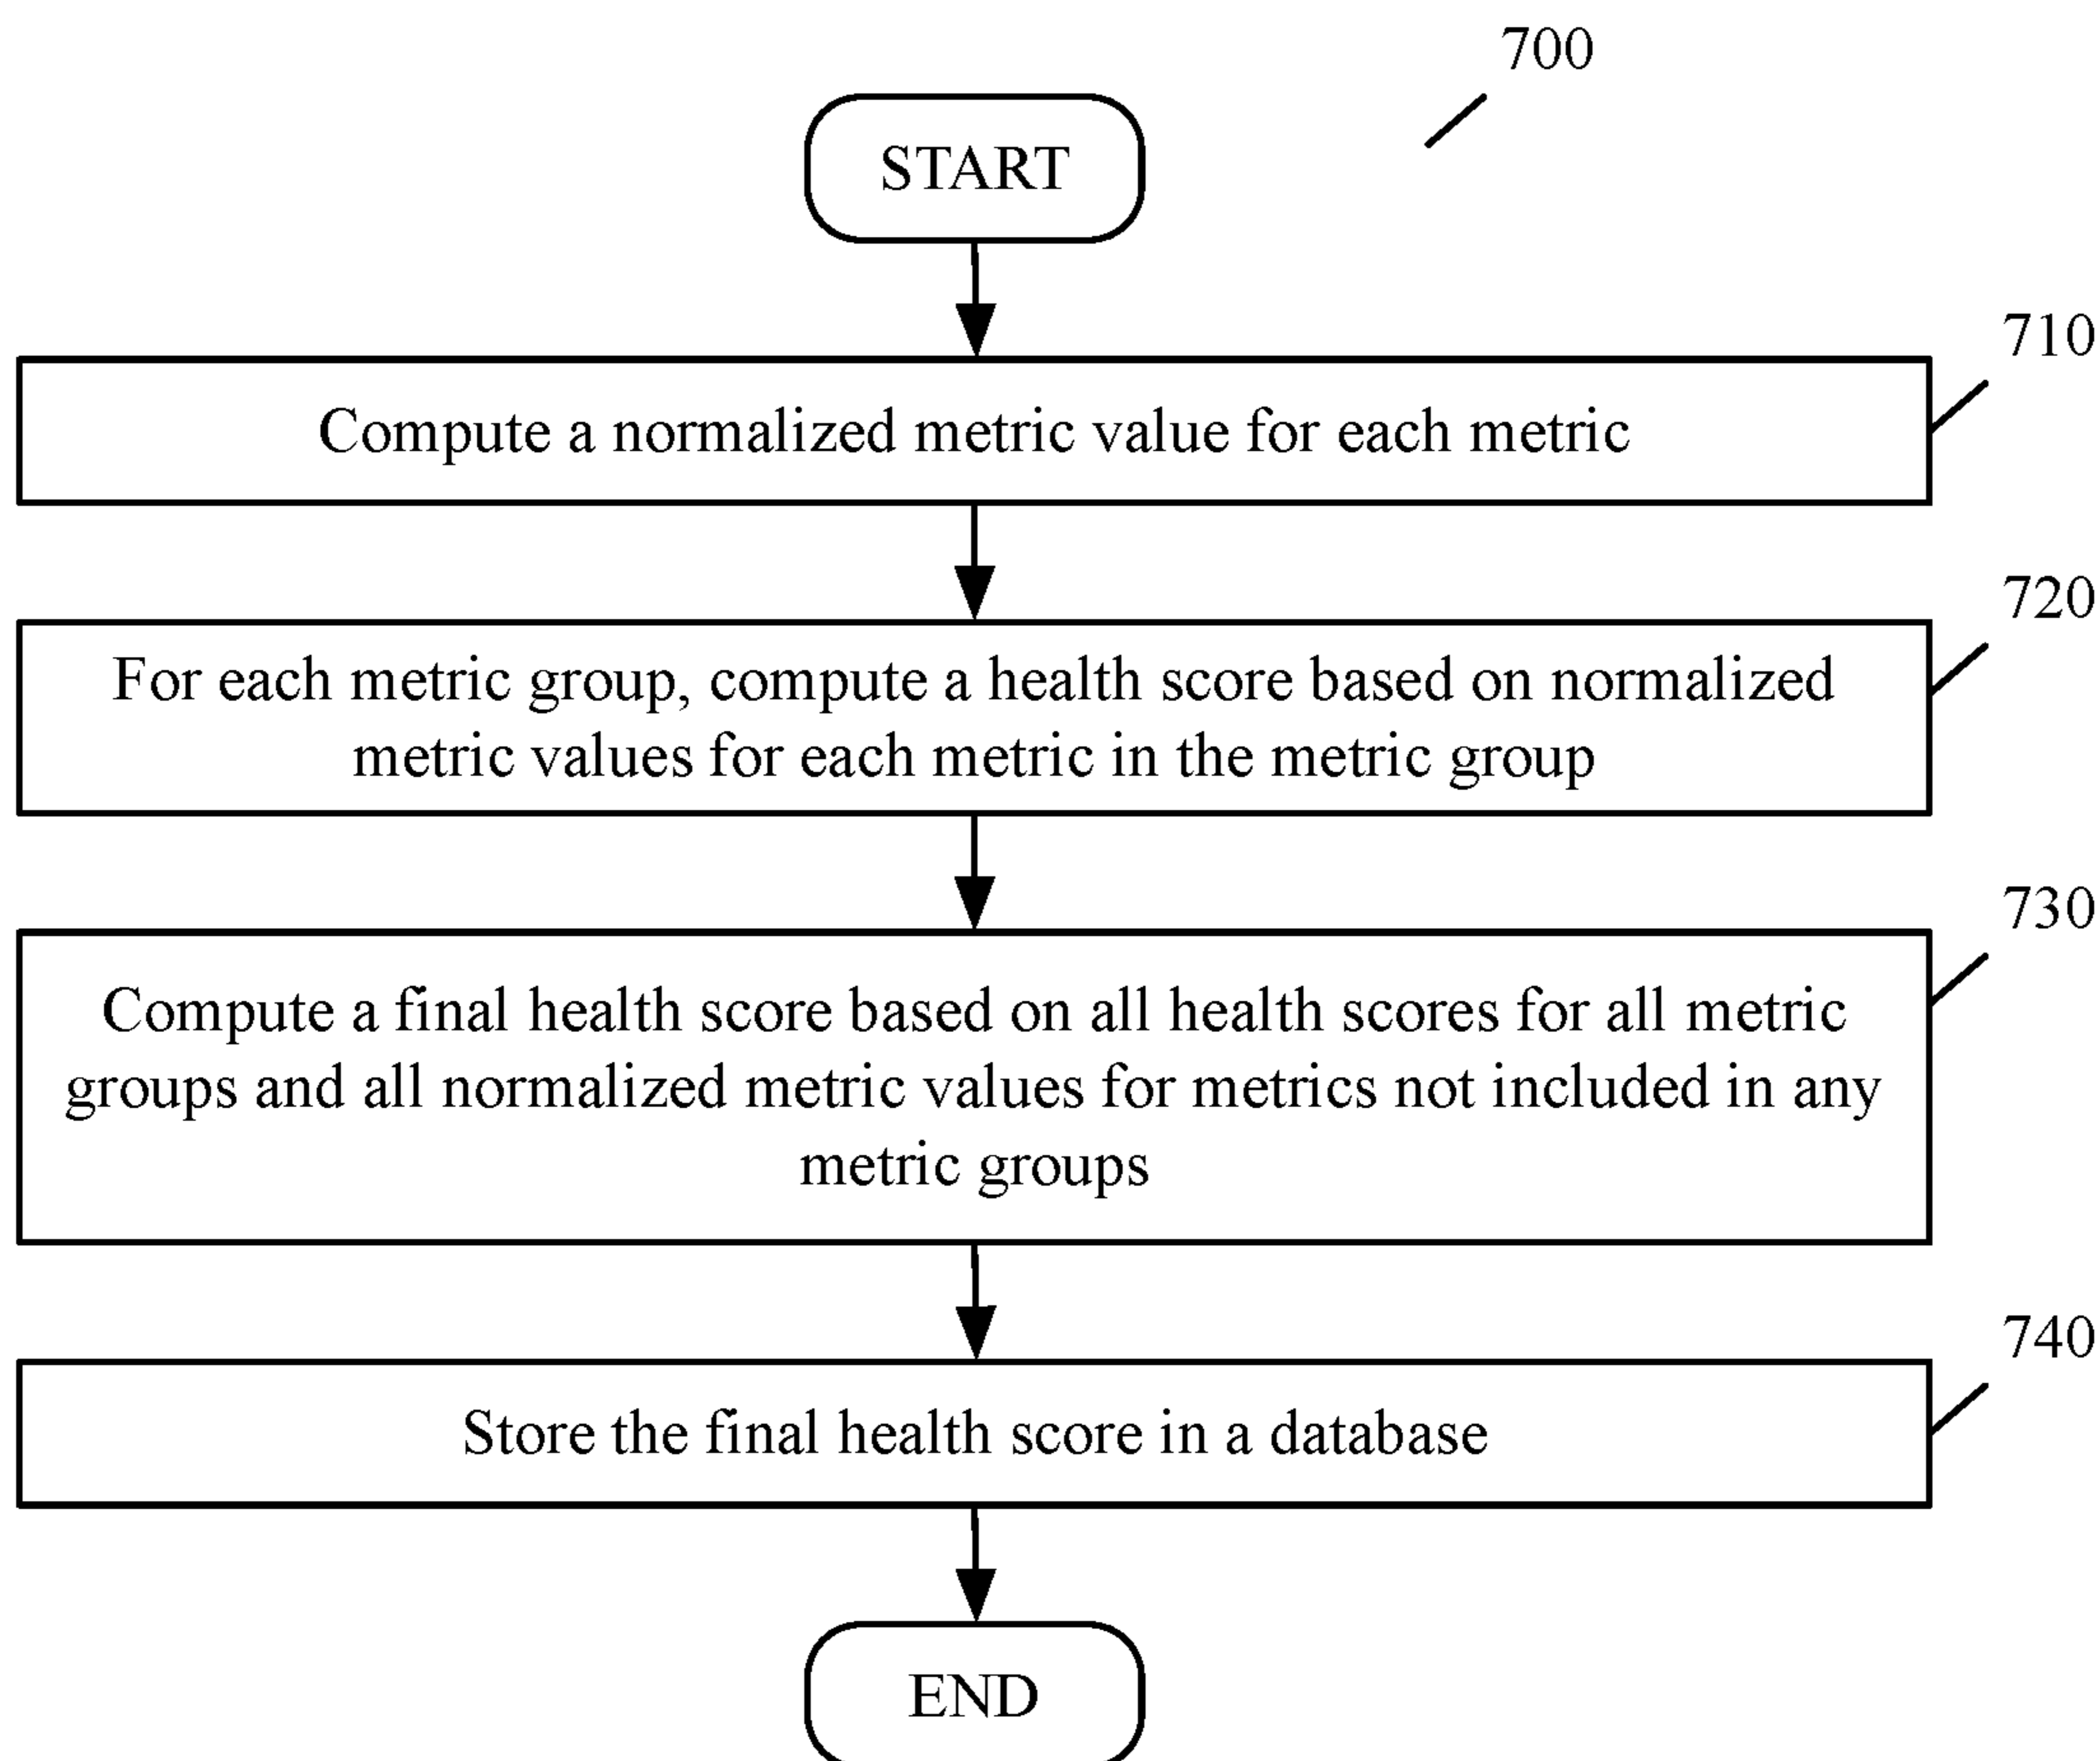 700
START
710
Compute a normalized metric value for each metric
720
For each metric group, compute a health score based on normalized
metric values for each metric in the metric group
730
Compute a final health score based on all health scores for all metric
groups and all normalized metric values for metrics not included in any
metric groups
740
Store the final health score in a database
END